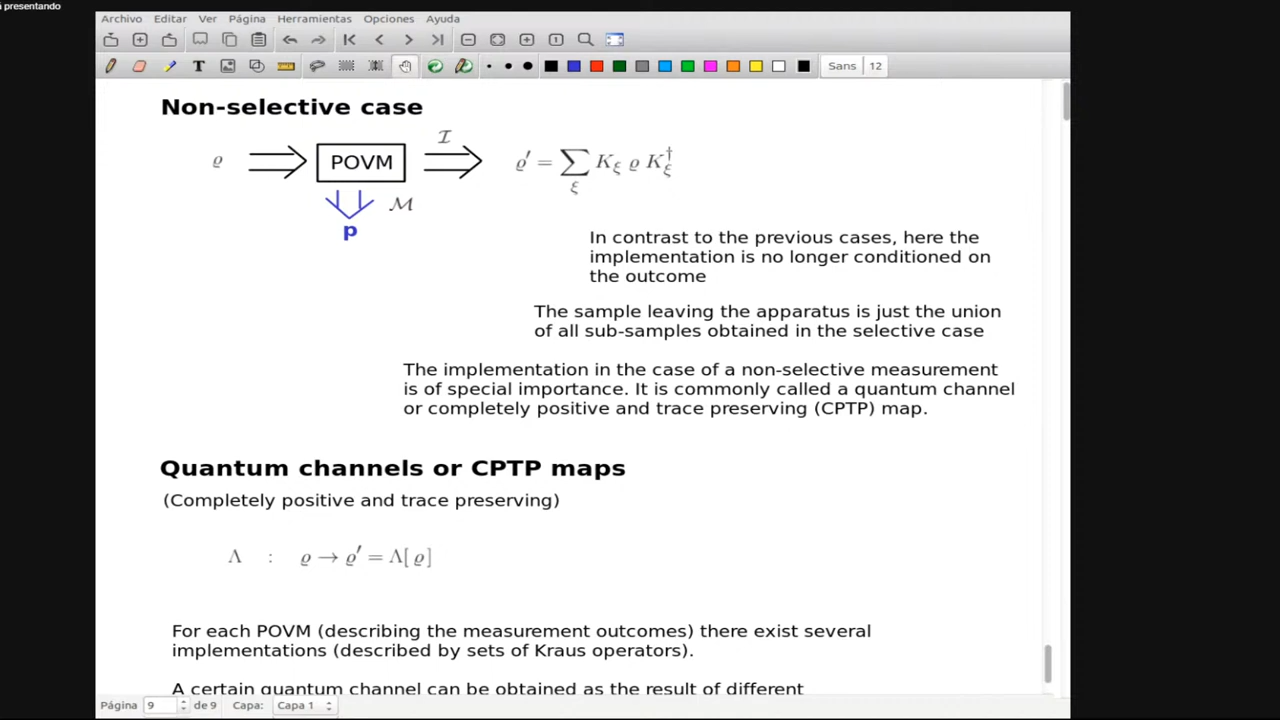 presentando
Archivo Editar Ver Página Herramientas Opciones Ayuda
Sans 12
Non-selective case
ϱ POVM ℐ ϱ′ = ∑_ξ K_ξ ϱ K_ξ^†
ℳ
p
In contrast to the previous cases, here the
implementation is no longer conditioned on
the outcome
The sample leaving the apparatus is just the union
of all sub-samples obtained in the selective case
The implementation in the case of a non-selective measurement
is of special importance. It is commonly called a quantum channel
or completely positive and trace preserving (CPTP) map.
Quantum channels or CPTP maps
(Completely positive and trace preserving)
Λ : ϱ → ϱ′ = Λ[ϱ]
For each POVM (describing the measurement outcomes) there exist several
implementations (described by sets of Kraus operators).
A certain quantum channel can be obtained as the result of different
Página 9 de 9 Capa: Capa 1